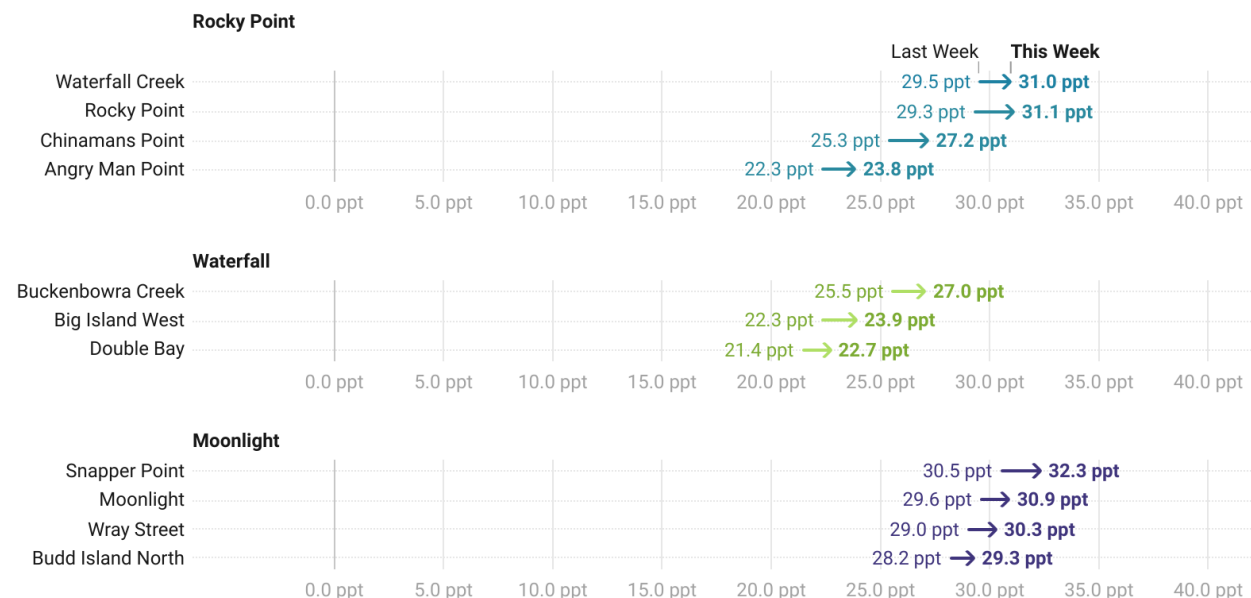 Rocky Point
Last Week This Week
Waterfall Creek 29.5 ppt 31.0 ppt
Rocky Point 29.3 ppt 31.1 ppt
Chinamans Point 25.3 ppt 27.2 ppt
Angry Man Point 22.3 ppt 23.8 ppt
0.0 ppt 5.0 ppt 10.0 ppt 15.0 ppt 20.0 ppt 25.0 ppt 30.0 ppt 35.0 ppt 40.0 ppt
Waterfall
Buckenbowra Creek 25.5 ppt 27.0 ppt
Big Island West 22.3 ppt 23.9 ppt
Double Bay 21.4 ppt 22.7 ppt
0.0 ppt 5.0 ppt 10.0 ppt 15.0 ppt 20.0 ppt 25.0 ppt 30.0 ppt 35.0 ppt 40.0 ppt
Moonlight
Snapper Point 30.5 ppt 32.3 ppt
Moonlight 29.6 ppt 30.9 ppt
Wray Street 29.0 ppt 30.3 ppt
Budd Island North 28.2 ppt 29.3 ppt
0.0 ppt 5.0 ppt 10.0 ppt 15.0 ppt 20.0 ppt 25.0 ppt 30.0 ppt 35.0 ppt 40.0 ppt